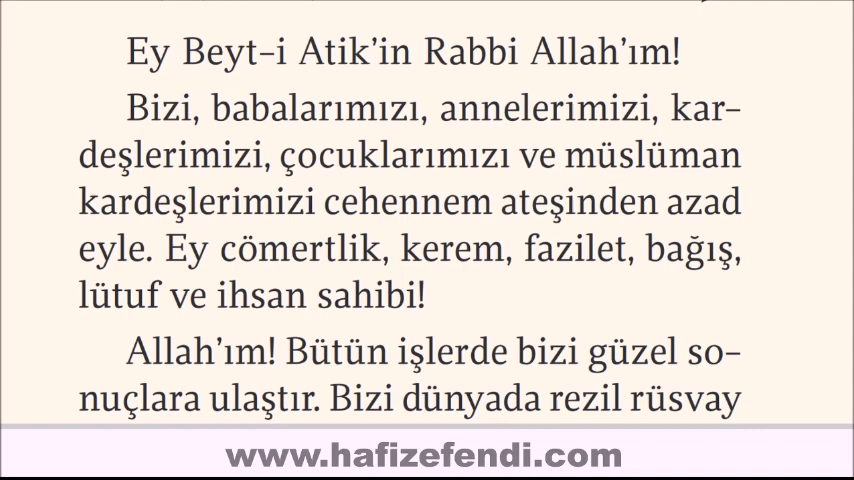 Ey Beyt-i Atik'in Rabbi Allah'ım!
Bizi, babalarımızı, annelerimizi, kar-
deşlerimizi, çocuklarımızı ve müslüman
kardeşlerimizi cehennem ateşinden azad
eyle. Ey cömertlik, kerem, fazilet, bağış,
lütuf ve ihsan sahibi!
Allah'ım! Bütün işlerde bizi güzel so-
nuçlara ulaştır. Bizi dünyada rezil rüsvay
www.hafizefendi.com